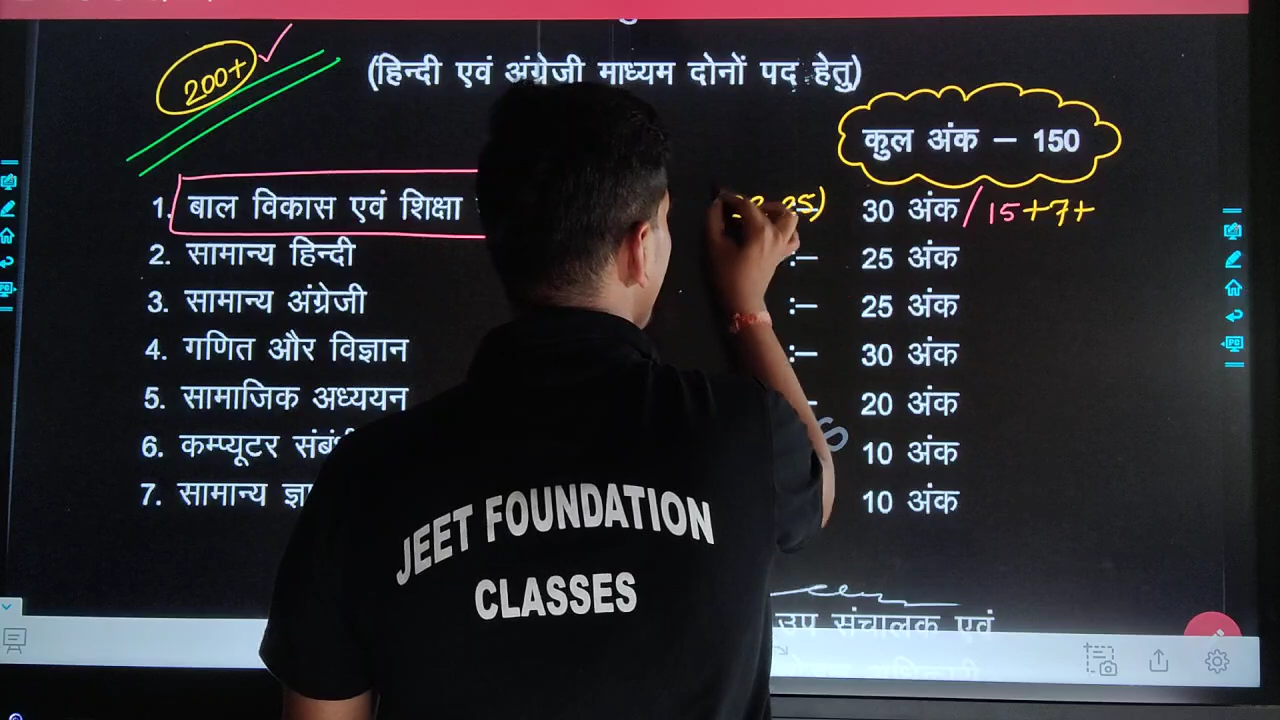 200+
(हिन्दी एवं अंग्रेजी माध्यम दोनों पद हेतु)
कुल अंक – 150
1. बाल विकास एवं शिक्षा 25) 30 अंक / 15+7+
2. सामान्य हिन्दी :– 25 अंक
3. सामान्य अंग्रेजी :– 25 अंक
4. गणित और विज्ञान :– 30 अंक
5. सामाजिक अध्ययन 20 अंक
6. कम्प्यूटर 10 अंक
7. सामान्य 10 अंक
JEET FOUNDATION
CLASSES
उप संचालक एवं